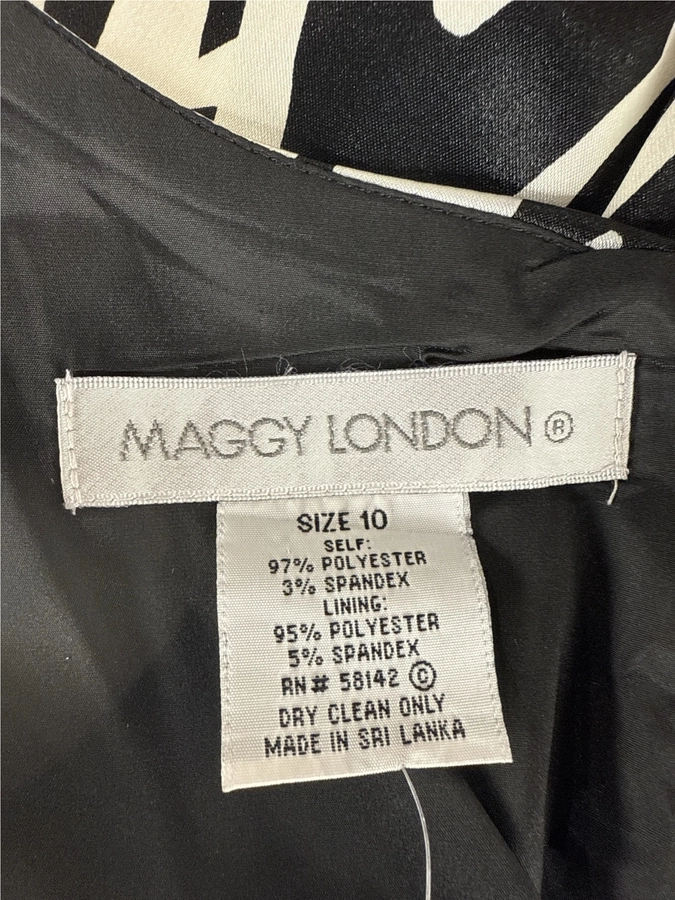 MAGGY LONDON®
SIZE 10
SELF:
97% POLYESTER
3% SPANDEX
LINING:
95% POLYESTER
5% SPANDEX
RN# 58142 ©
DRY CLEAN ONLY
MADE IN SRI LANKA